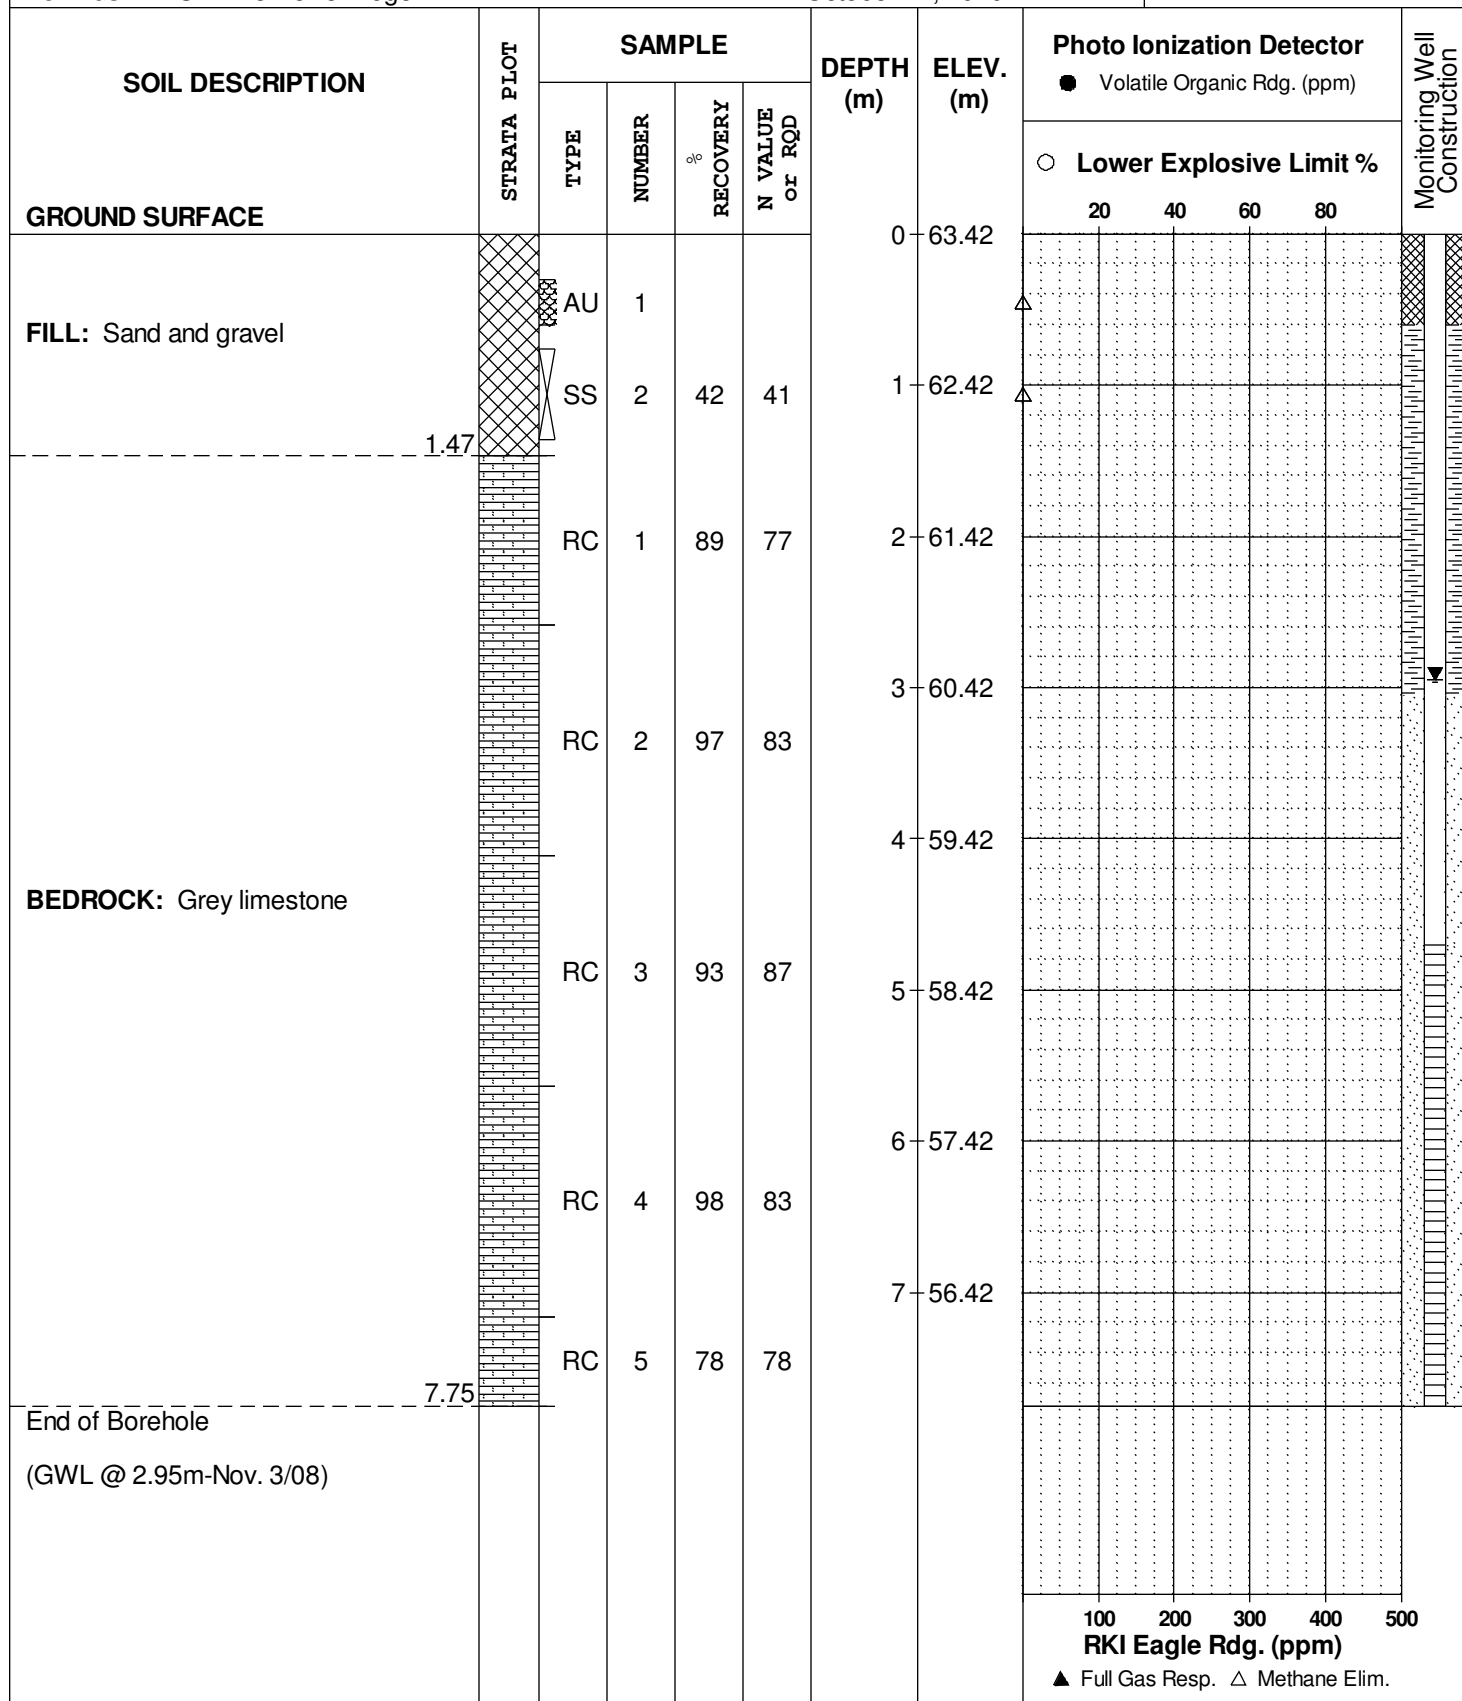 SOIL DESCRIPTION
GROUND SURFACE
STRATA PLOT
SAMPLE
TYPE
NUMBER
% RECOVERY
N VALUE or RQD
DEPTH (m)
ELEV. (m)
Photo Ionization Detector
● Volatile Organic Rdg. (ppm)
○ Lower Explosive Limit %
20 40 60 80
Monitoring Well Construction
0 63.42
AU 1
FILL: Sand and gravel
1 62.42
SS 2 42 41
1.47
RC 1 89 77
2 61.42
3 60.42
RC 2 97 83
4 59.42
BEDROCK: Grey limestone
RC 3 93 87
5 58.42
6 57.42
RC 4 98 83
7 56.42
RC 5 78 78
7.75
End of Borehole
(GWL @ 2.95m-Nov. 3/08)
100 200 300 400 500
RKI Eagle Rdg. (ppm)
▲ Full Gas Resp. △ Methane Elim.